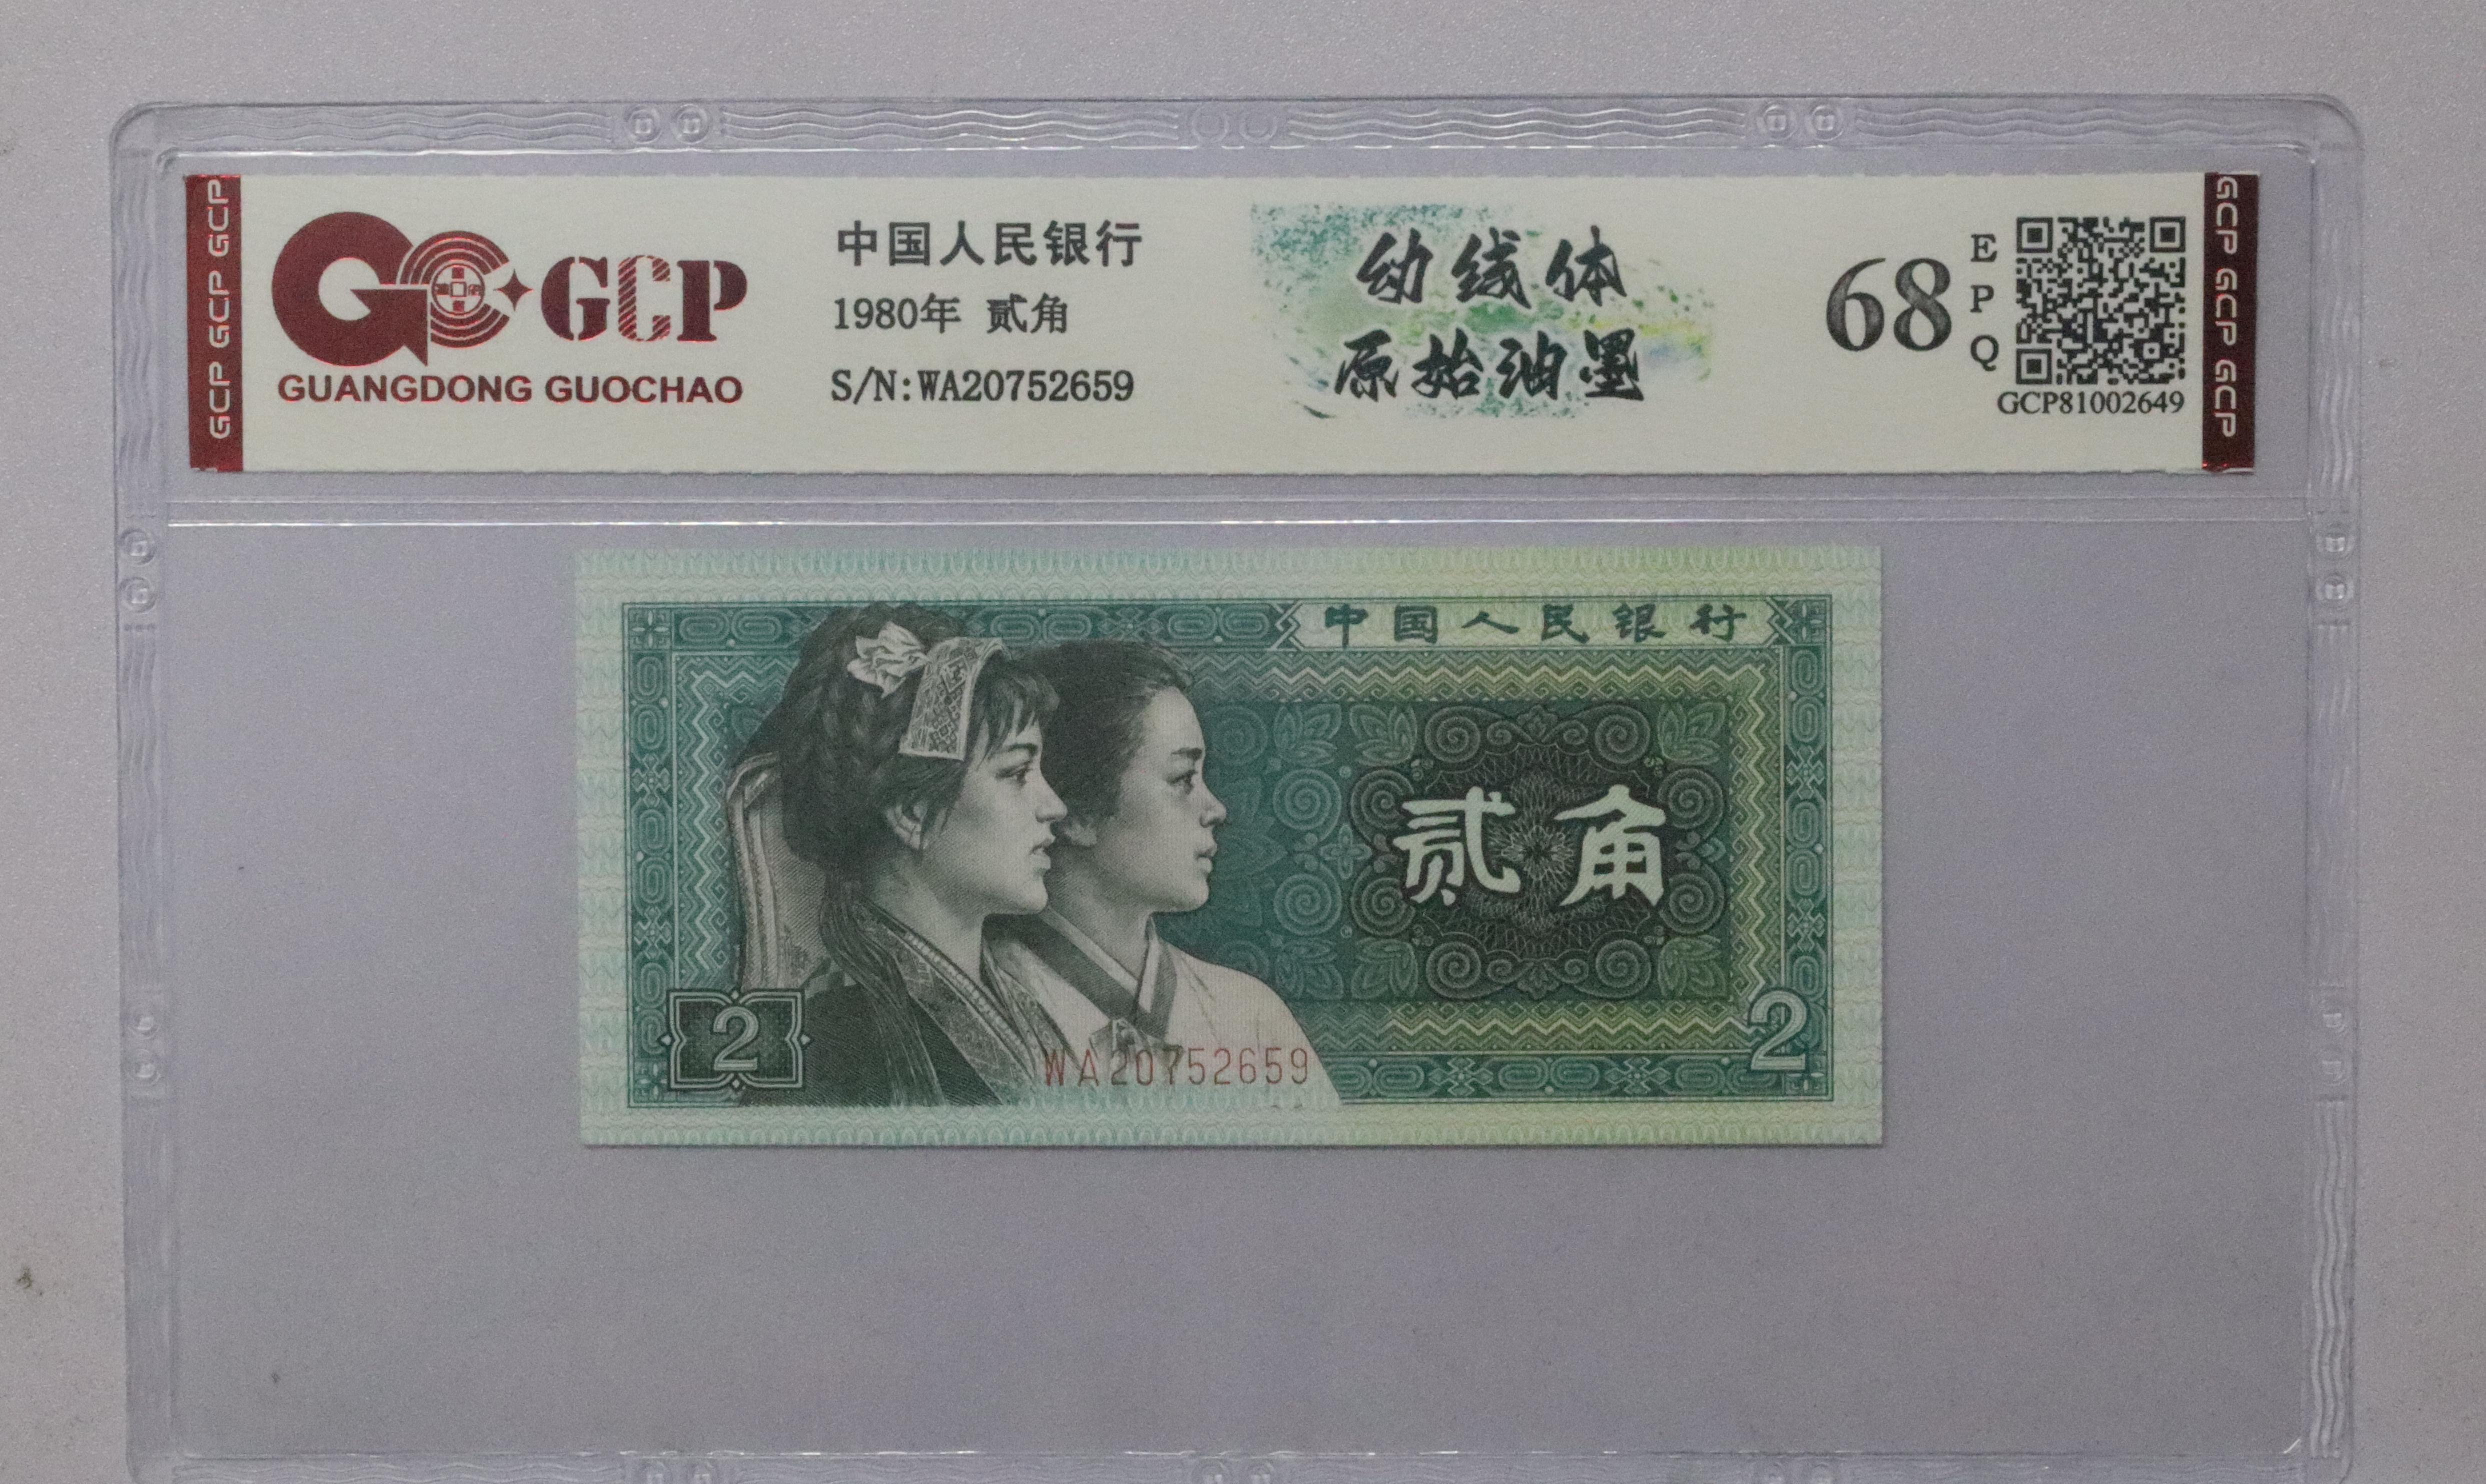 GCP GCP GCP
GCP
GUANGDONG GUOCHAO
中国人民银行
1980年 贰角
S/N:WA20752659
幼线体
原始油墨
68
EPQ
GCP81002649
GCP GCP GCP
中国人民银行
贰角
2
WA20752659
2